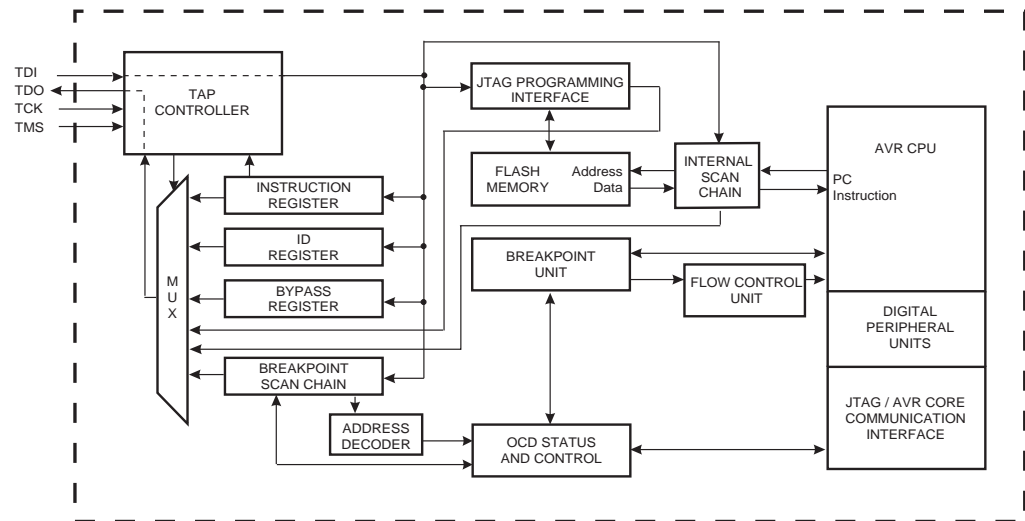 TDI
TDO
TCK
TMS
TAP
CONTROLLER
JTAG PROGRAMMING
INTERFACE
FLASH
MEMORY
Address
Data
INTERNAL
SCAN
CHAIN
AVR CPU
PC
Instruction
INSTRUCTION
REGISTER
ID
REGISTER
BYPASS
REGISTER
M
U
X
BREAKPOINT
UNIT
FLOW CONTROL
UNIT
DIGITAL
PERIPHERAL
UNITS
BREAKPOINT
SCAN CHAIN
ADDRESS
DECODER
OCD STATUS
AND CONTROL
JTAG / AVR CORE
COMMUNICATION
INTERFACE